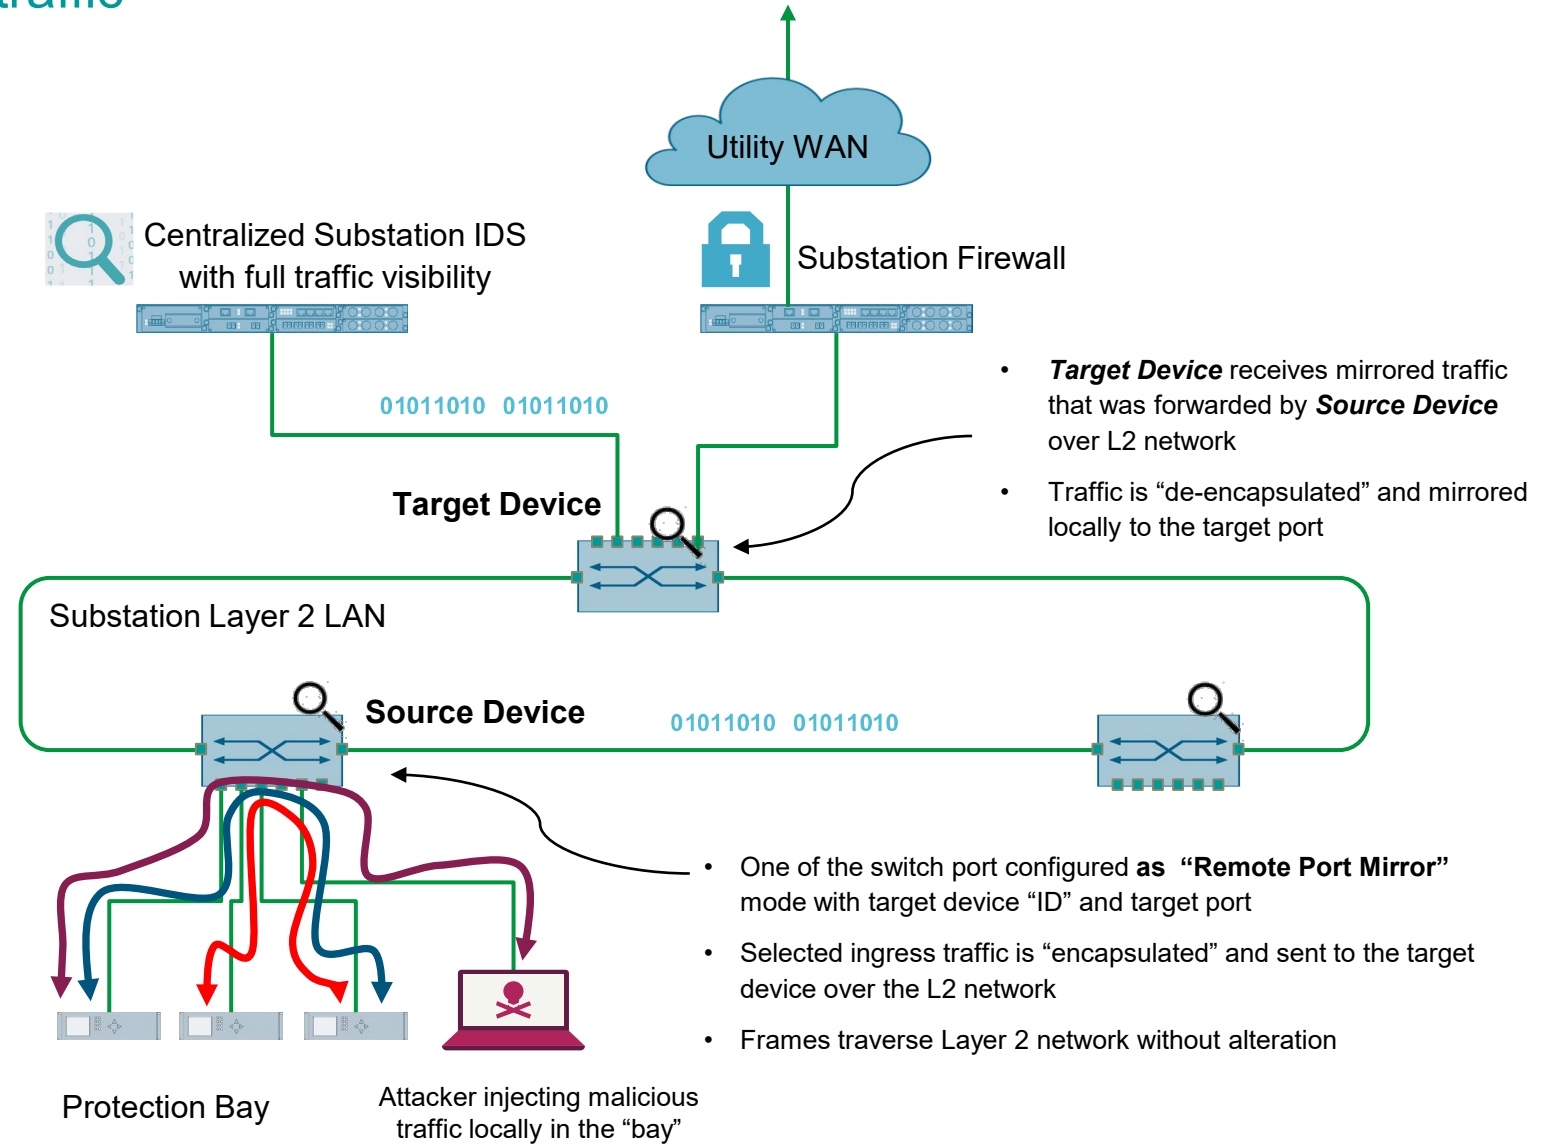 traffic
Utility WAN
Centralized Substation IDS
with full traffic visibility
Substation Firewall
• Target Device receives mirrored traffic
that was forwarded by Source Device
over L2 network
• Traffic is “de-encapsulated” and mirrored
locally to the target port
01011010 01011010
Target Device
Substation Layer 2 LAN
Source Device
01011010 01011010
• One of the switch port configured as “Remote Port Mirror”
mode with target device “ID” and target port
• Selected ingress traffic is “encapsulated” and sent to the target
device over the L2 network
• Frames traverse Layer 2 network without alteration
Protection Bay
Attacker injecting malicious
traffic locally in the “bay”